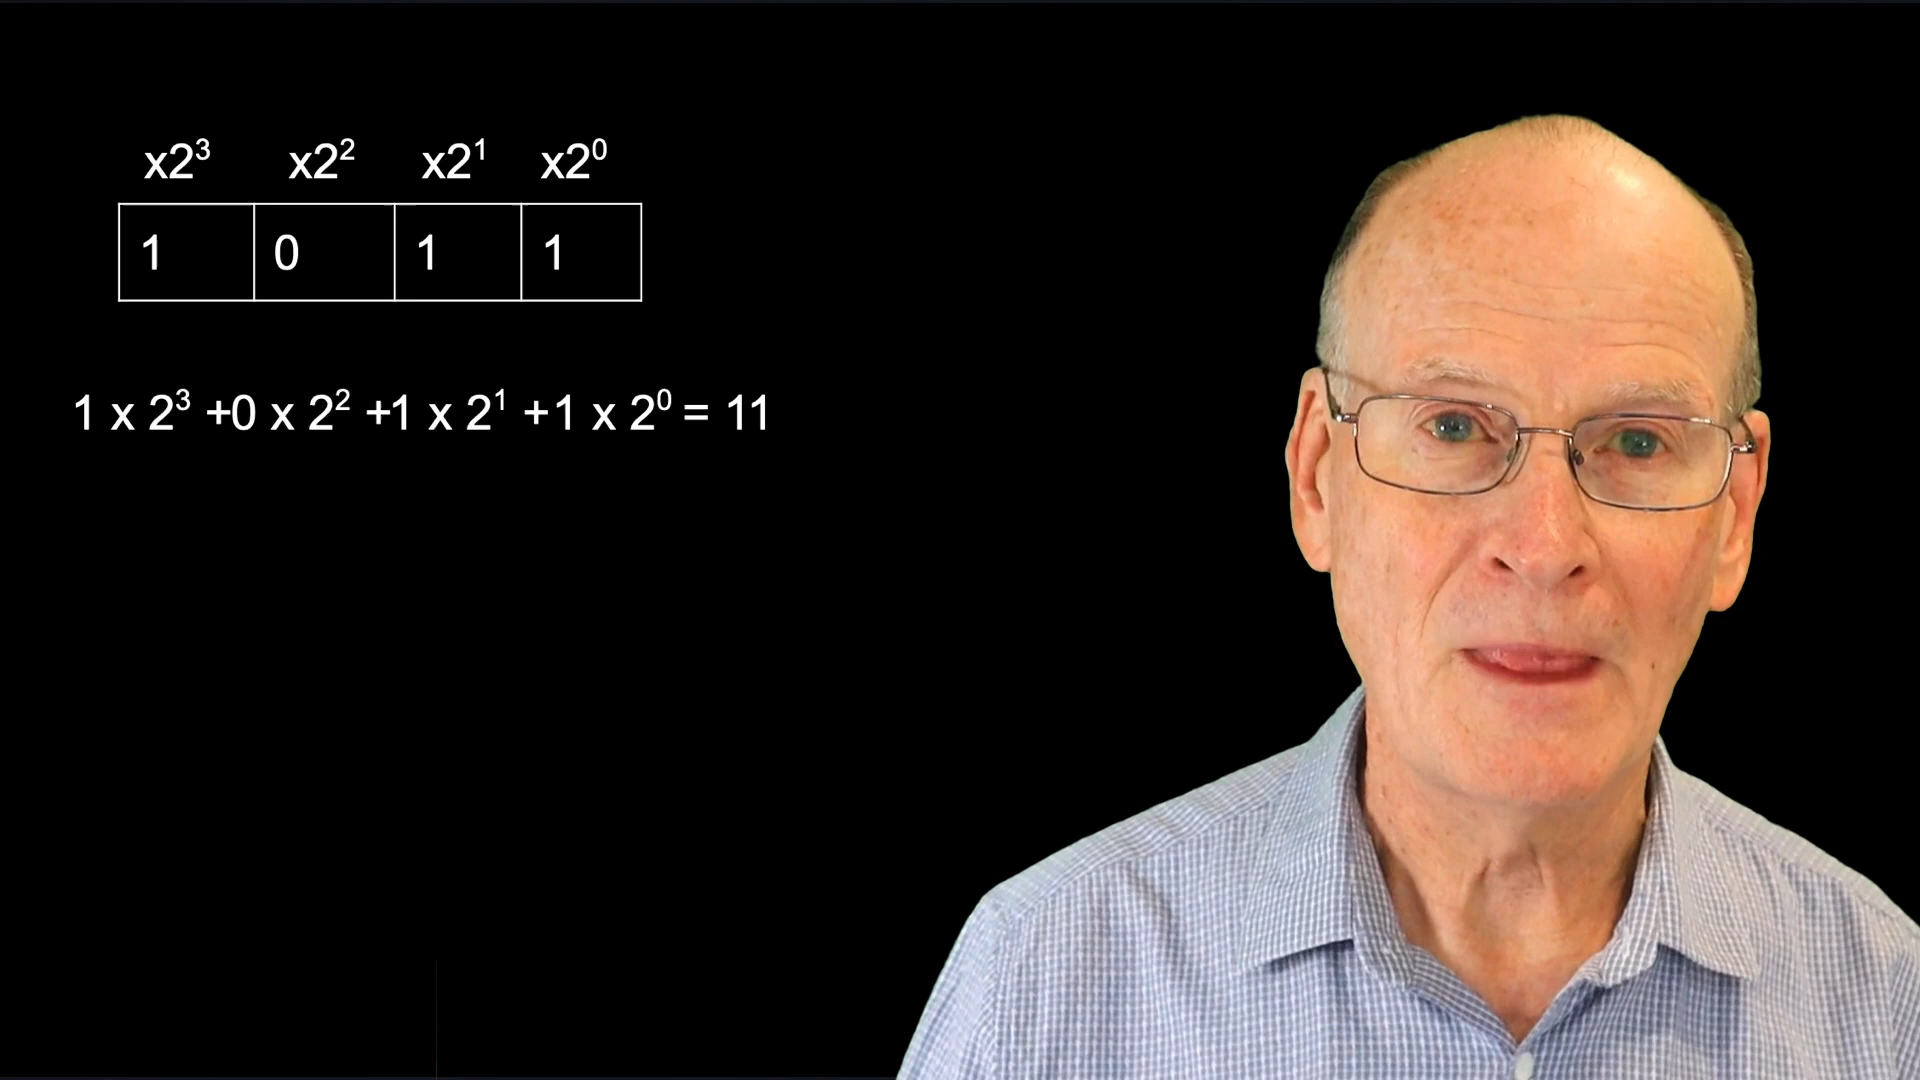 x2³ x2² x2¹ x2⁰
1 0 1 1
1 x 2³ +0 x 2² +1 x 2¹ +1 x 2⁰ = 11